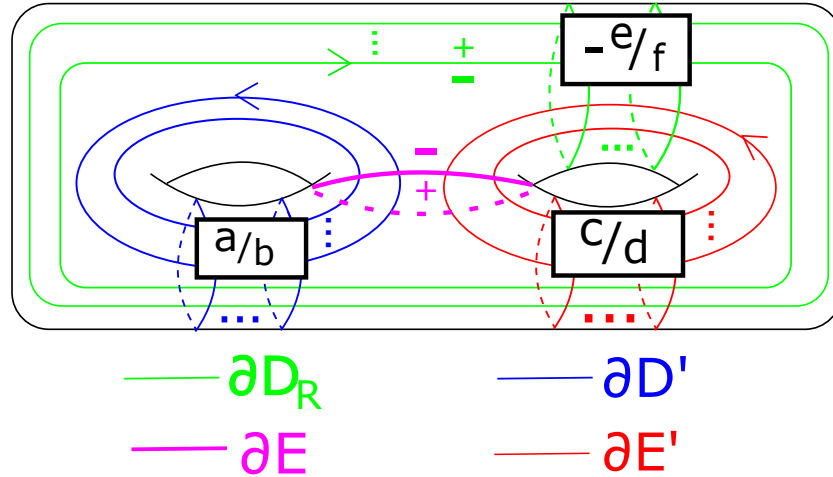 +
-
-e/f
-
+
a/b
c/d
∂D_R
∂D'
∂E
∂E'